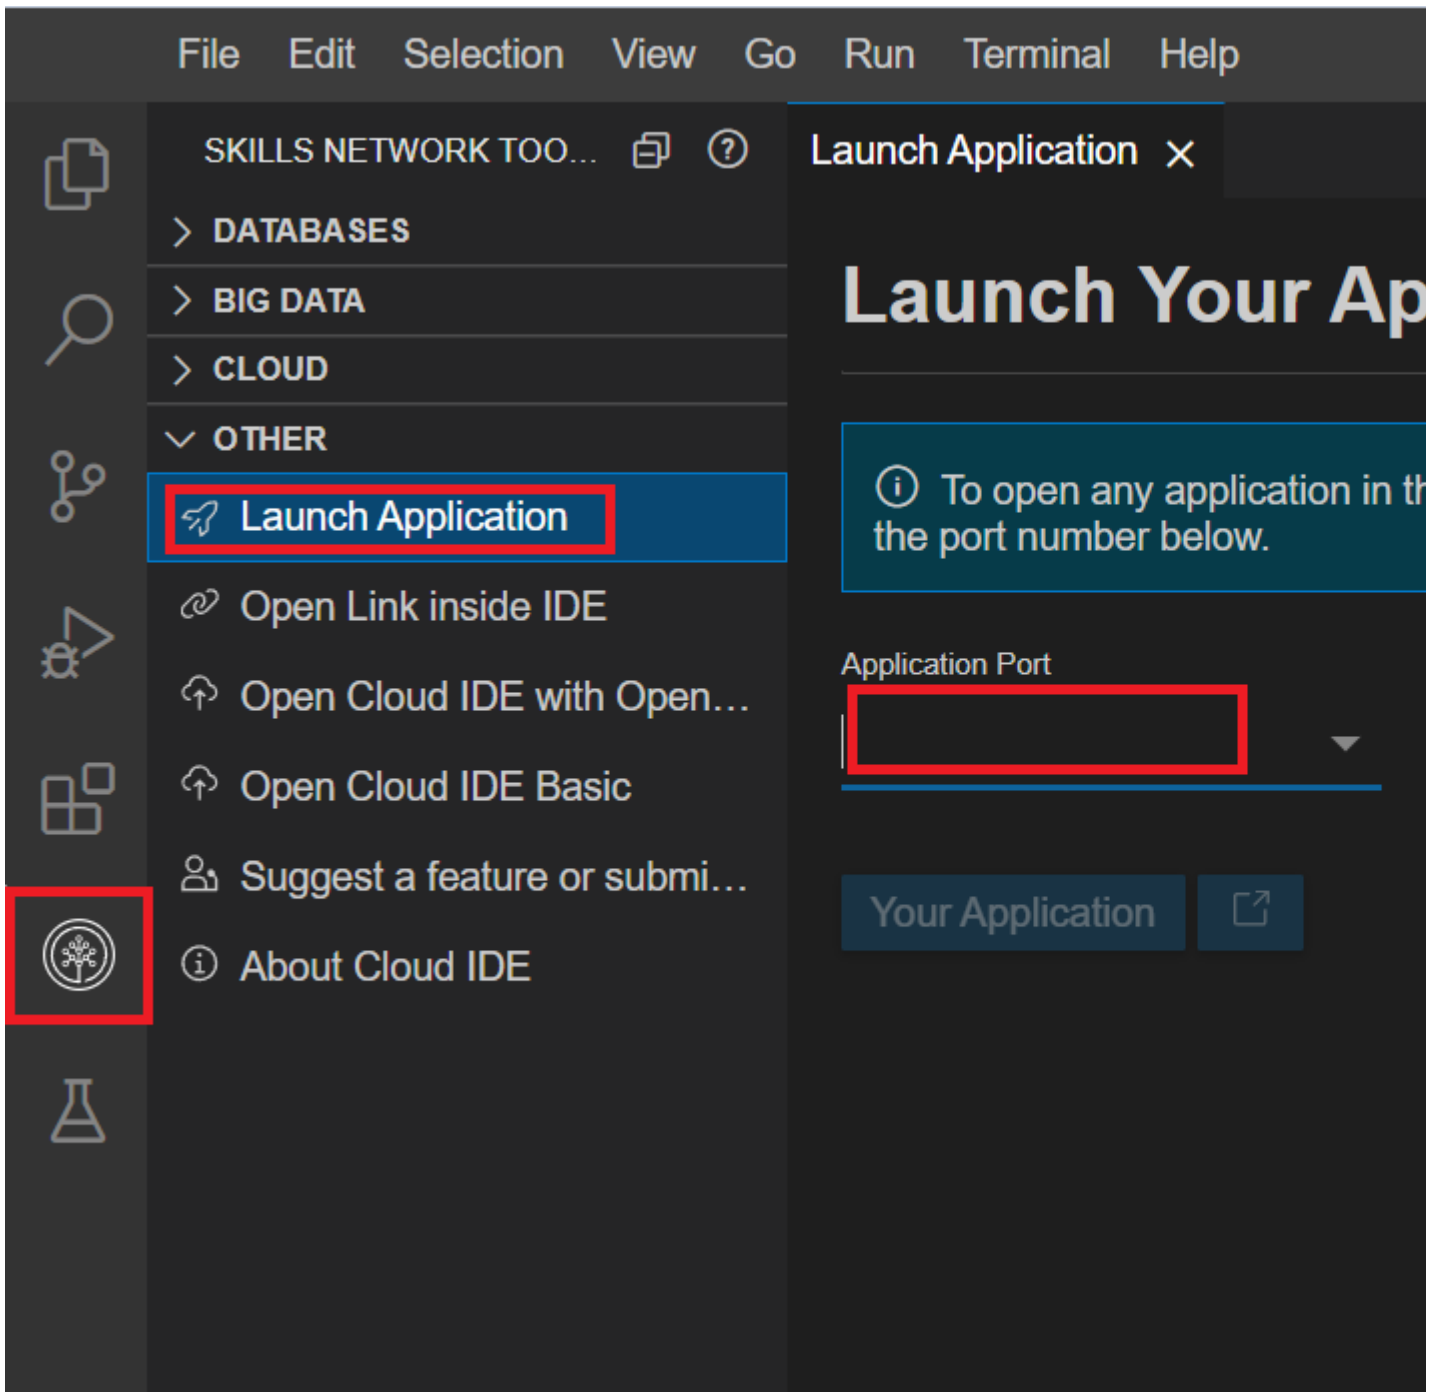 File Edit Selection View Go Run Terminal Help
SKILLS NETWORK TOO...
DATABASES
BIG DATA
CLOUD
OTHER
Launch Application
Open Link inside IDE
Open Cloud IDE with Open...
Open Cloud IDE Basic
Suggest a feature or submi...
About Cloud IDE
Launch Application
Launch Your Ap
To open any application in th
the port number below.
Application Port
Your Application